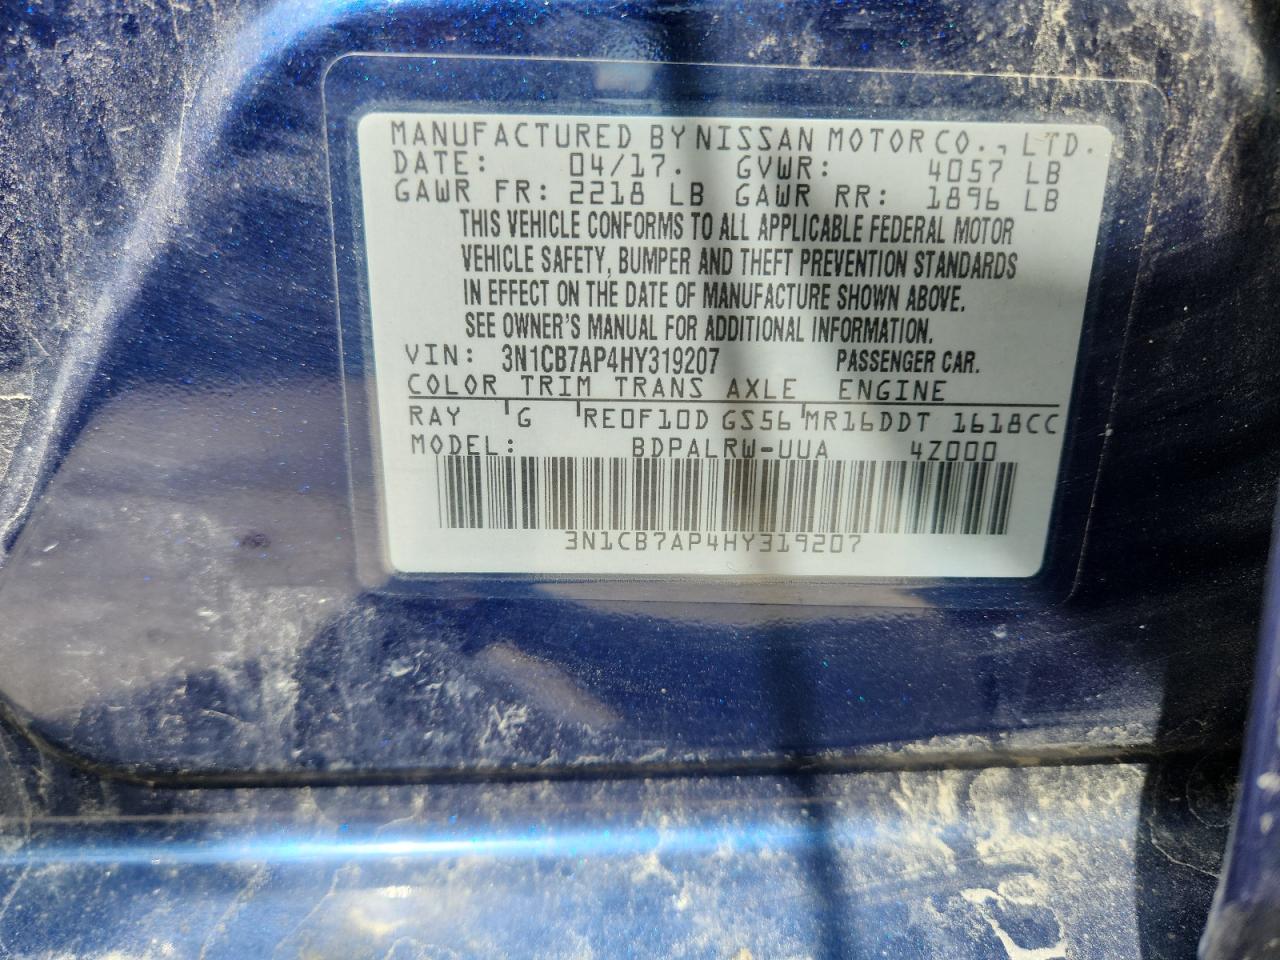 MANUFACTURED BY NISSAN MOTOR CO., LTD.
DATE: 04/17. GVWR: 4057 LB
GAWR FR: 2218 LB GAWR RR: 1896 LB
THIS VEHICLE CONFORMS TO ALL APPLICABLE FEDERAL MOTOR
VEHICLE SAFETY, BUMPER AND THEFT PREVENTION STANDARDS
IN EFFECT ON THE DATE OF MANUFACTURE SHOWN ABOVE.
SEE OWNER'S MANUAL FOR ADDITIONAL INFORMATION.
VIN: 3N1CB7AP4HY319207 PASSENGER CAR.
COLOR TRIM TRANS AXLE ENGINE
RAY G RE0F10D GS56 MR16DDT 1618CC
MODEL: BDPALRW-UUA 4Z000
3N1CB7AP4HY319207